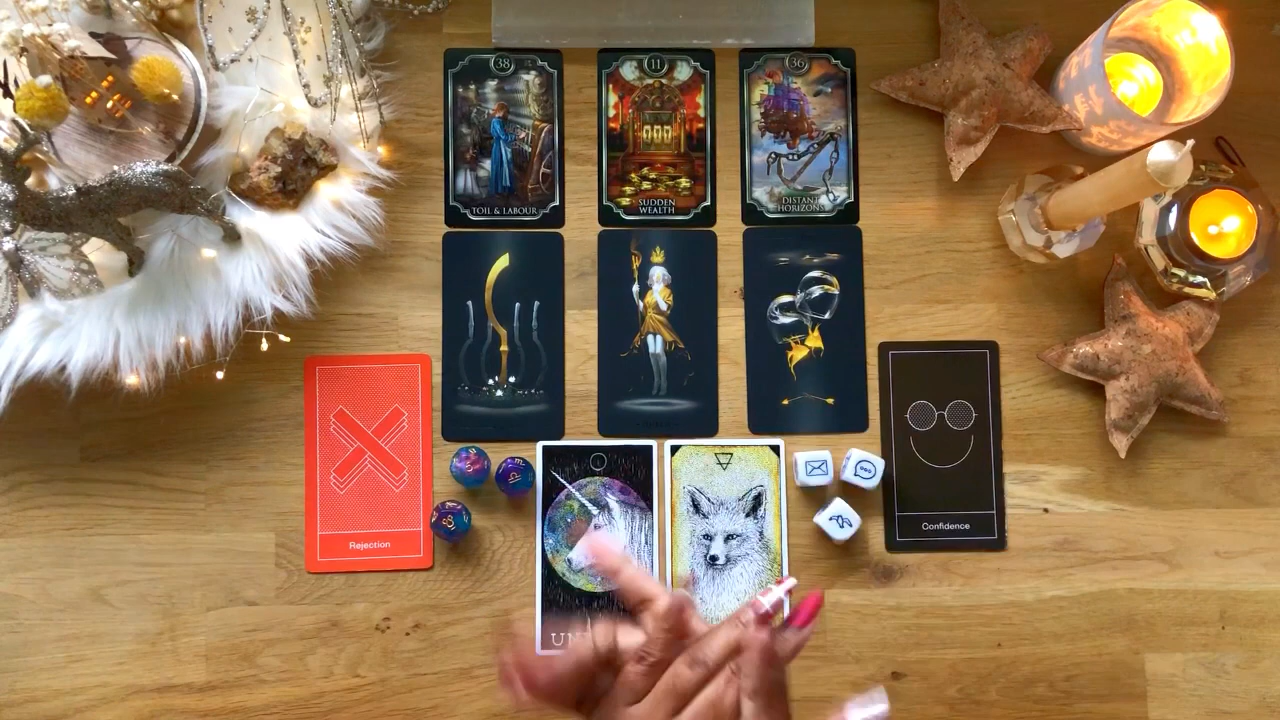 38
TOIL & LABOUR
11
SUDDEN
WEALTH
36
DISTANT
HORIZONS
Rejection
Confidence